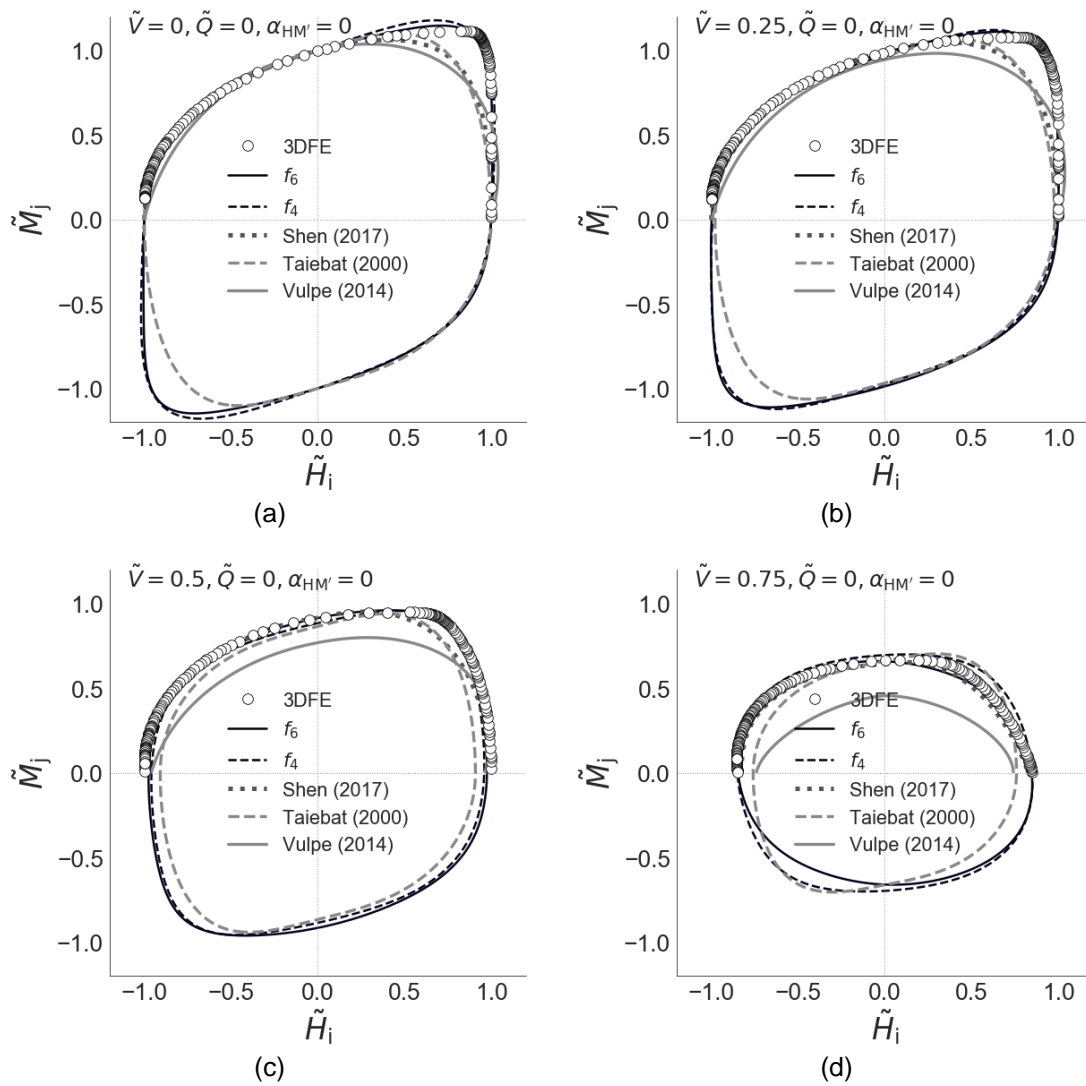 Ṽ = 0, Q̃ = 0, α_HM′ = 0
1.0
0.5
0.0
−0.5
−1.0
M̃_j
3DFE
f_6
f_4
Shen (2017)
Taiebat (2000)
Vulpe (2014)
−1.0 −0.5 0.0 0.5 1.0
H̃_i
(a)
Ṽ = 0.25, Q̃ = 0, α_HM′ = 0
1.0
0.5
0.0
−0.5
−1.0
M̃_j
3DFE
f_6
f_4
Shen (2017)
Taiebat (2000)
Vulpe (2014)
−1.0 −0.5 0.0 0.5 1.0
H̃_i
(b)
Ṽ = 0.5, Q̃ = 0, α_HM′ = 0
1.0
0.5
0.0
−0.5
−1.0
M̃_j
3DFE
f_6
f_4
Shen (2017)
Taiebat (2000)
Vulpe (2014)
−1.0 −0.5 0.0 0.5 1.0
H̃_i
(c)
Ṽ = 0.75, Q̃ = 0, α_HM′ = 0
1.0
0.5
0.0
−0.5
−1.0
M̃_j
3DFE
f_6
f_4
Shen (2017)
Taiebat (2000)
Vulpe (2014)
−1.0 −0.5 0.0 0.5 1.0
H̃_i
(d)